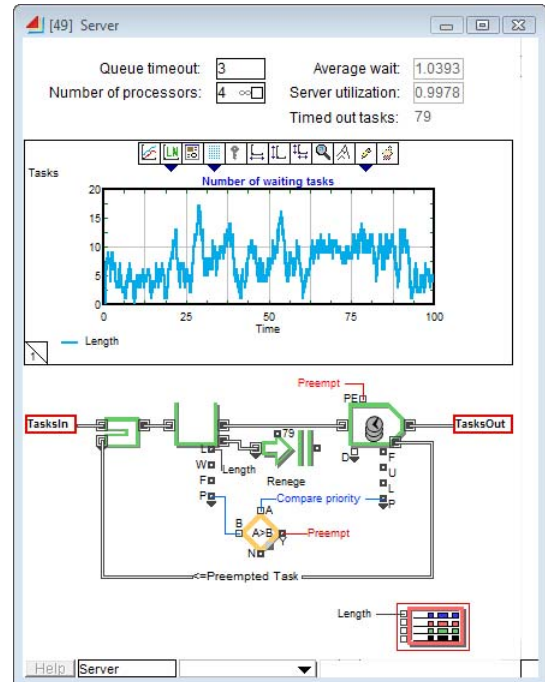 [49] Server
Queue timeout: 3 Average wait: 1.0393
Number of processors: 4 Server utilization: 0.9978
Timed out tasks: 79
Tasks
Number of waiting tasks
20
15
10
5
0
0 25 50 75 100
Time
Length
1
Preempt
PE
TasksIn
TasksOut
79
D
F
U
L
P
L
W
F
P
Length
Renege
Compare priority
A
B
A>B
Y
Preempt
N
<=Preempted Task
Length
Help Server